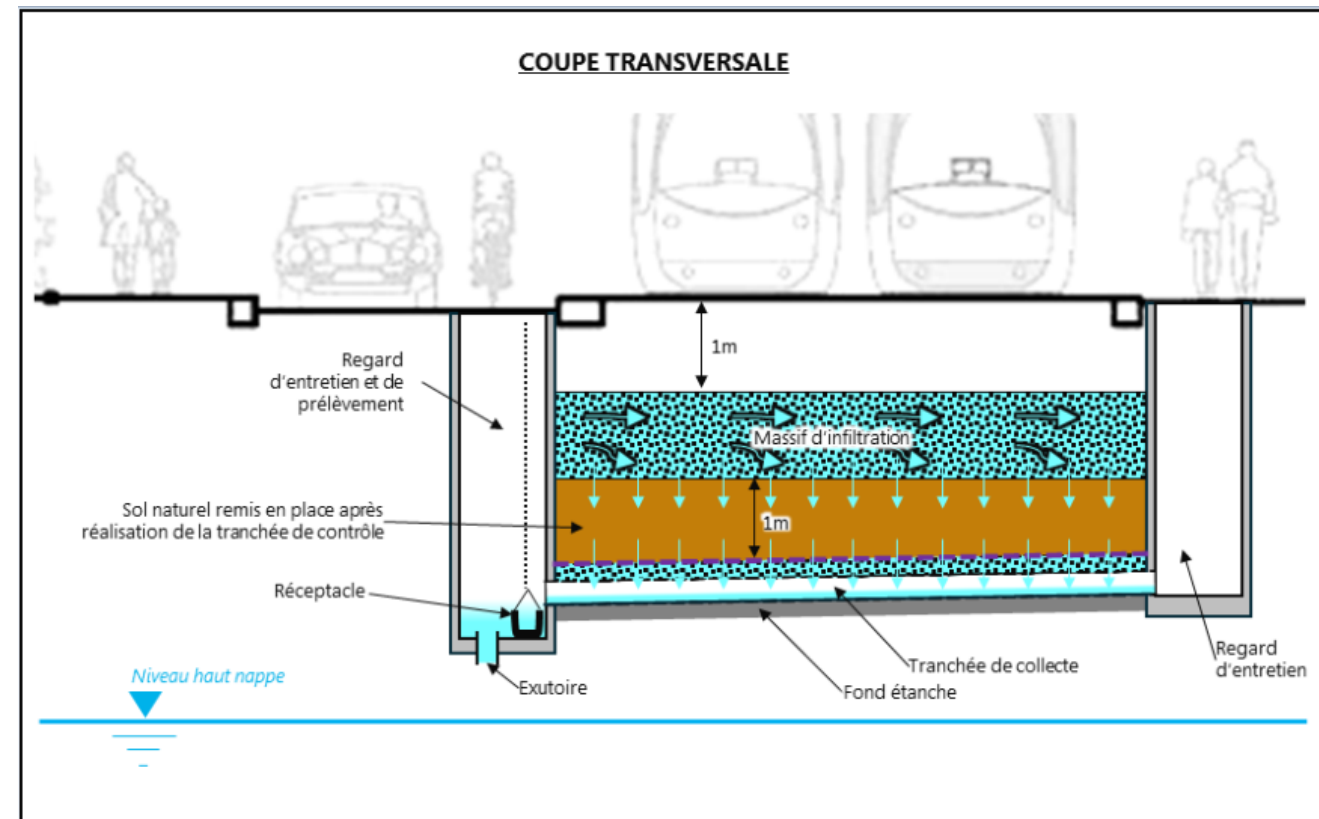 COUPE TRANSVERSALE
1m
Regard
d'entretien et de
prélèvement
Massif d'infiltration
Sol naturel remis en place après
réalisation de la tranchée de contrôle
1m
Réceptacle
Regard
d'entretien
Tranchée de collecte
Niveau haut nappe
Exutoire
Fond étanche